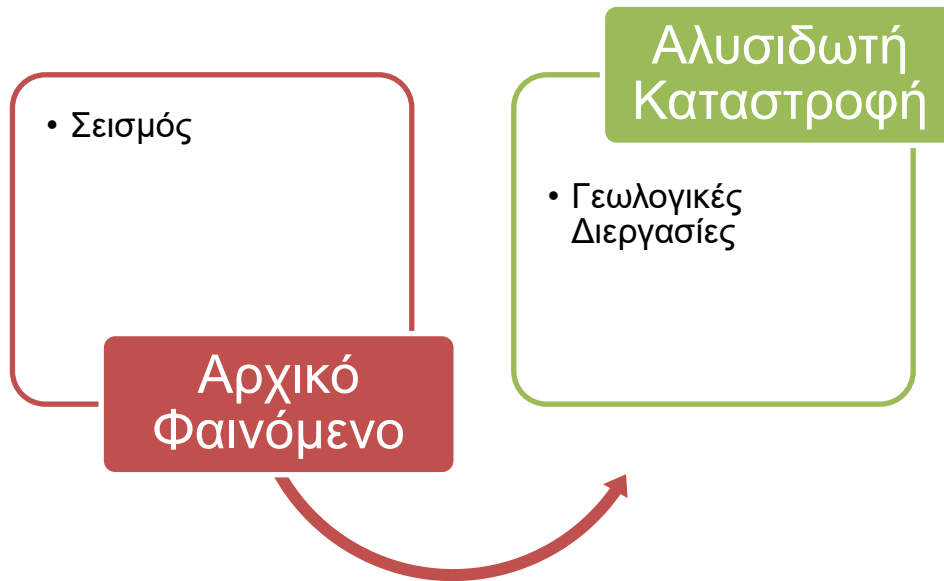 • Σεισμός
Αρχικό
Φαινόμενο
Αλυσιδωτή
Καταστροφή
• Γεωλογικές
Διεργασίες